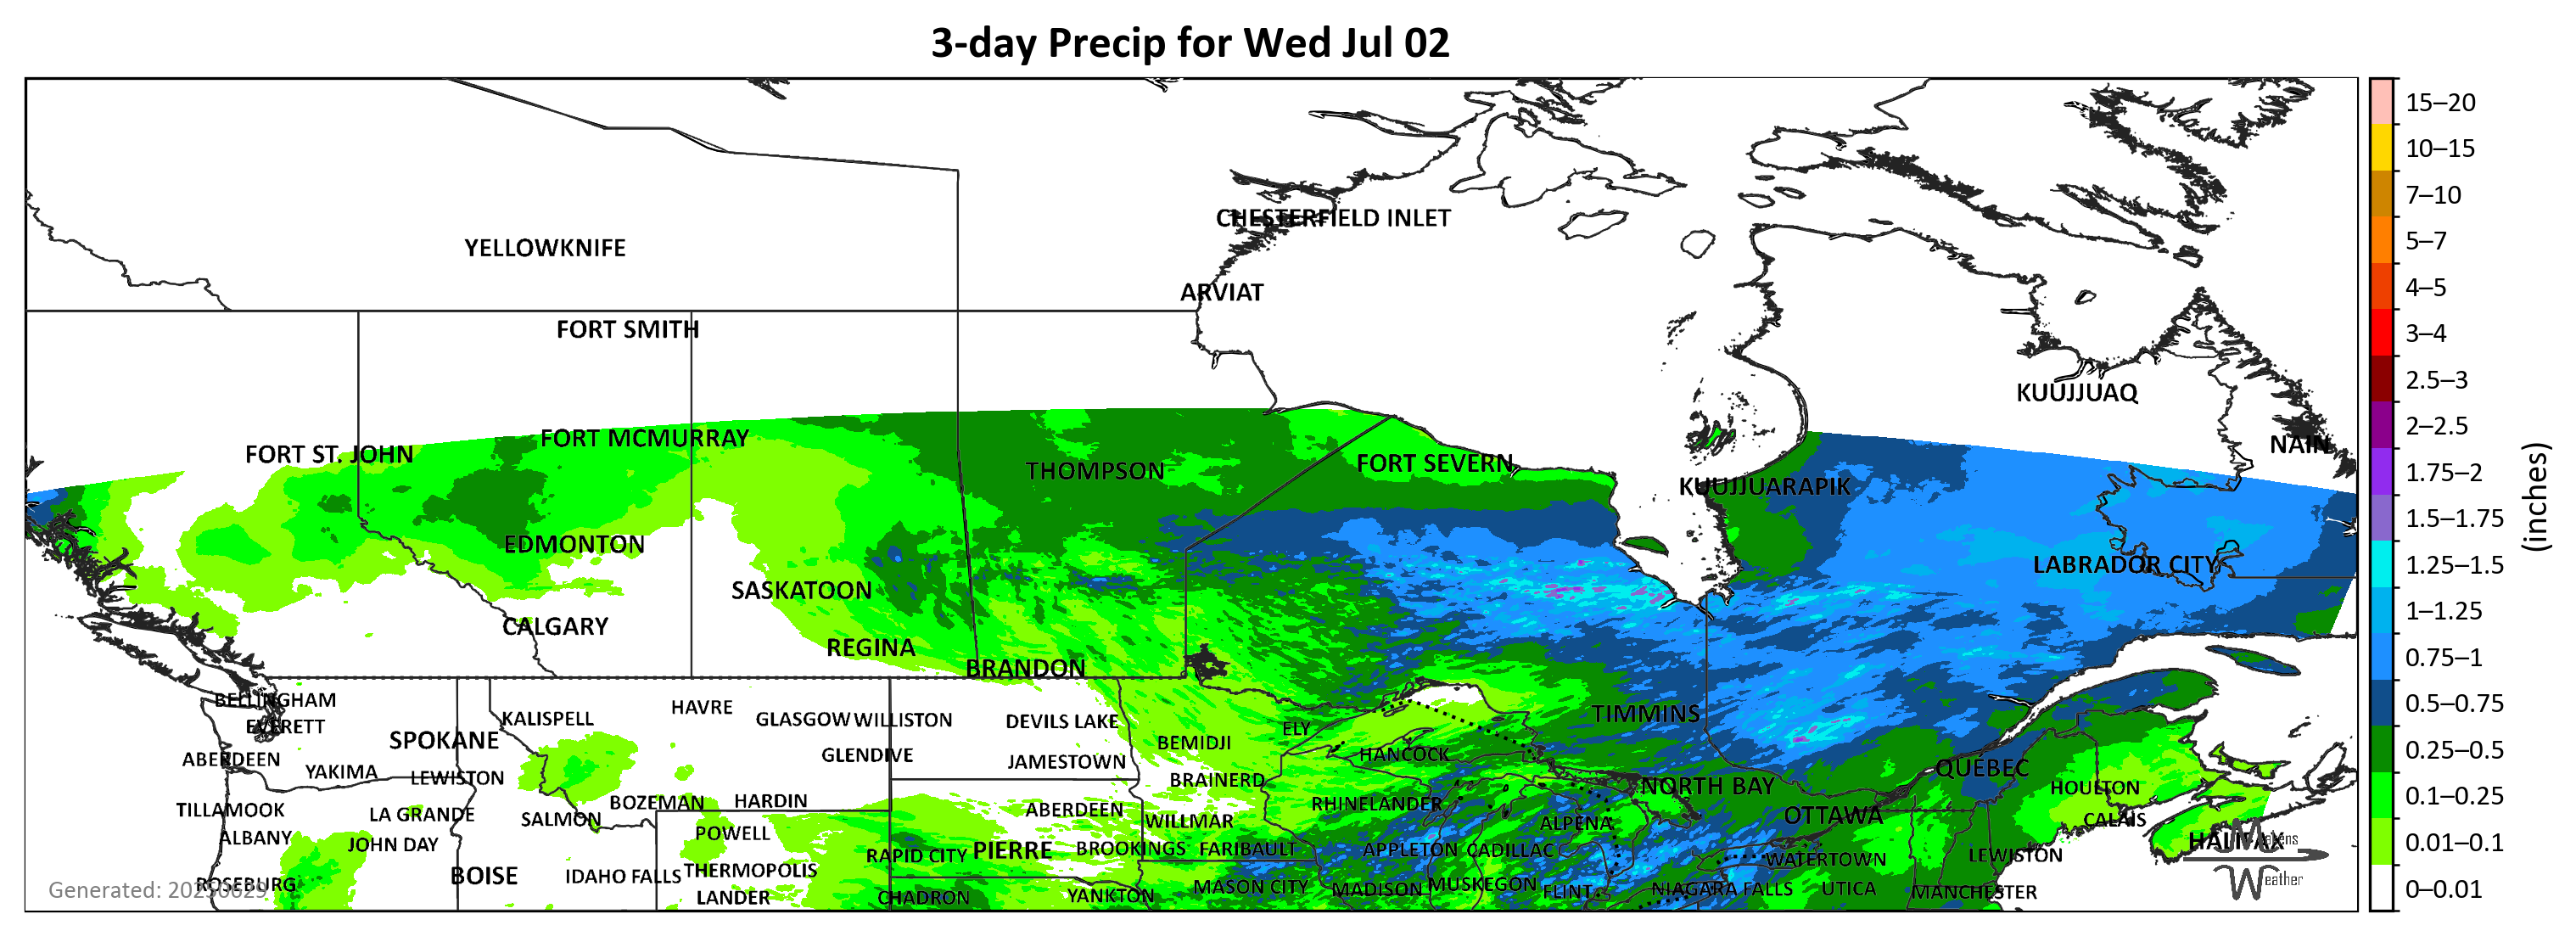 3-day Precip for Wed Jul 02
15–20
10–15
7–10
5–7
4–5
3–4
2.5–3
2–2.5
1.75–2
1.5–1.75
1.25–1.5
1–1.25
0.75–1
0.5–0.75
0.25–0.5
0.1–0.25
0.01–0.1
0–0.01
(inches)
CHESTERFIELD INLET
YELLOWKNIFE
ARVIAT
FORT SMITH
KUUJJUAQ
FORT MCMURRAY
NAIN
FORT ST. JOHN
FORT SEVERN
THOMPSON
KUUJJUARAPIK
EDMONTON
LABRADOR CITY
SASKATOON
CALGARY
REGINA
BRANDON
BELLINGHAM
HAVRE
TIMMINS
KALISPELL
GLASGOW WILLISTON
DEVILS LAKE
EVERETT
ELY
SPOKANE
BEMIDJI
ABERDEEN
GLENDIVE
JAMESTOWN
HANCOCK
QUEBEC
YAKIMA
LEWISTON
BRAINERD
NORTH BAY
HOULTON
TILLAMOOK
LA GRANDE
BOZEMAN
HARDIN
ABERDEEN
RHINELANDER
OTTAWA
SALMON
WILLMAR
ALPENA
CALAIS
ALBANY
JOHN DAY
POWELL
HALIFAX
Makens
RAPID CITY
PIERRE
BROOKINGS
FARIBAULT
APPLETON
CADILLAC
WATERTOWN
LEWISTON
ROSEBURG
BOISE
IDAHO FALLS
THERMOPOLIS
Weather
Generated: 20250629
LANDER
CHADRON
YANKTON
MASON CITY
MADISON
MUSKEGON
FLINT
NIAGARA FALLS
UTICA
MANCHESTER